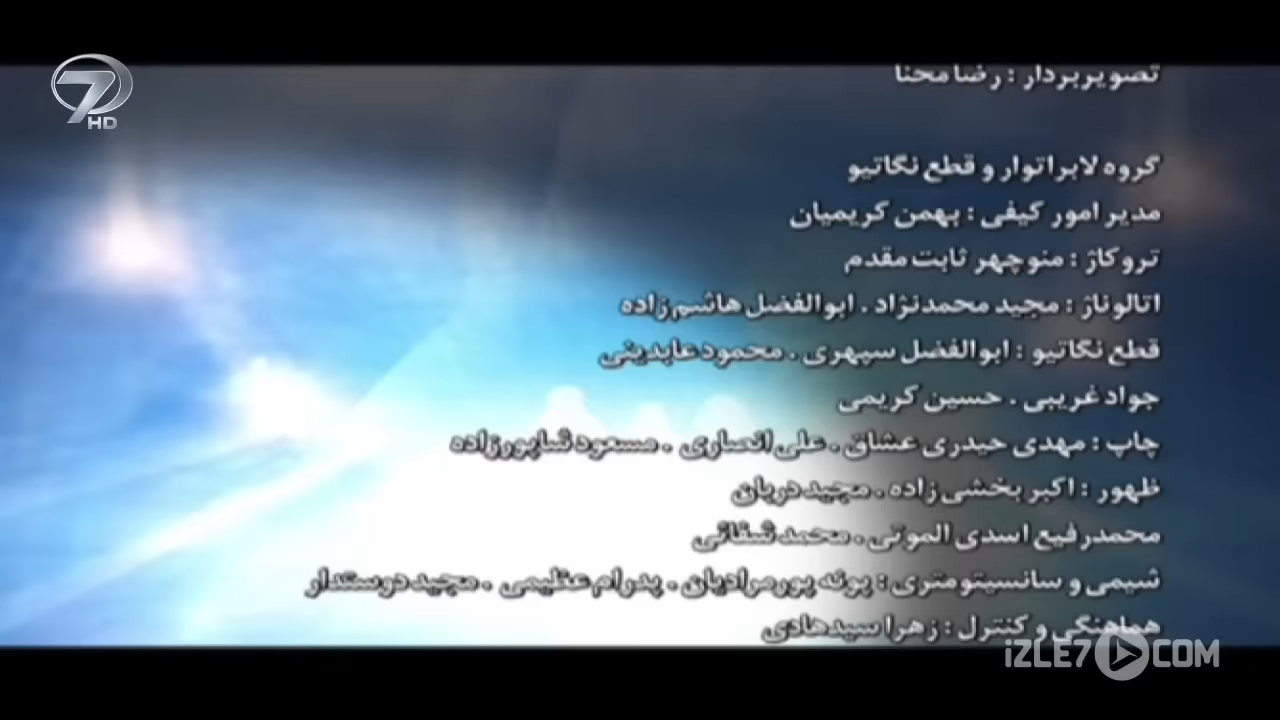 7
HD
تصویربردار : رضا محنا
گروه لابراتوار و قطع نگاتیو
مدیر امور کیفی : بهمن کریمیان
تروکاژ : منوچهر ثابت مقدم
اتالوناژ : مجید محمدنژاد . ابوالفضل هاشم زاده
قطع نگاتیو : ابوالفضل سپهری . محمود عابدینی
جواد غریبی . حسین کریمی
چاپ : مهدی حیدری عشاق . علی انصاری . مسعود شاپورزاده
ظهور : اکبر بخشی زاده . مجید دربان
محمدرفیع اسدی الموتی . محمد شفائی
شیمی و سانسیتومتری : پونه پورمرادیان . پدرام عظیمی . مجید دوستدار
هماهنگی و کنترل : زهرا سیدهادی
iZLE7 COM